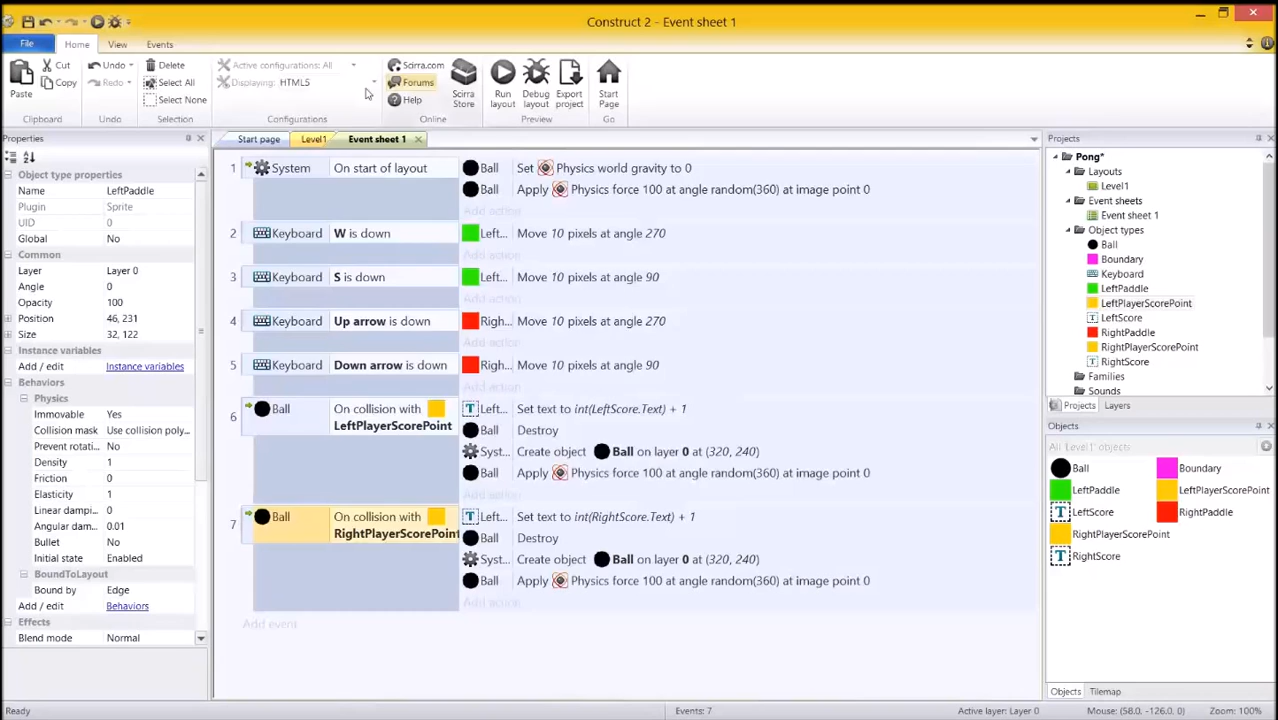 Construct 2 - Event sheet 1
File Home View Events
Paste
Cut
Copy
Clipboard
Undo
Redo
Undo
Delete
Select All
Select None
Selection
Active configurations: All
Displaying: HTML5
Configurations
Scirra.com
Forums
Help
Scirra Store
Online
Run layout
Debug layout
Export project
Preview
Start Page
Go
Properties
Object type properties
Name LeftPaddle
Plugin Sprite
UID 0
Global No
Common
Layer Layer 0
Angle 0
Opacity 100
Position 46, 231
Size 32, 122
Instance variables
Add / edit Instance variables
Behaviors
Physics
Immovable Yes
Collision mask Use collision poly...
Prevent rotati... No
Density 1
Friction 0
Elasticity 1
Linear dampi... 0
Angular dam... 0.01
Bullet No
Initial state Enabled
BoundToLayout
Bound by Edge
Add / edit Behaviors
Effects
Blend mode Normal
Start page Level1 Event sheet 1
1 System On start of layout Ball Set Physics world gravity to 0
Ball Apply Physics force 100 at angle random(360) at image point 0
Add action
2 Keyboard W is down Left... Move 10 pixels at angle 270
Add action
3 Keyboard S is down Left... Move 10 pixels at angle 90
Add action
4 Keyboard Up arrow is down Righ... Move 10 pixels at angle 270
Add action
5 Keyboard Down arrow is down Righ... Move 10 pixels at angle 90
Add action
6 Ball On collision with LeftPlayerScorePoint T Left... Set text to int(LeftScore.Text) + 1
Ball Destroy
Syst... Create object Ball on layer 0 at (320, 240)
Ball Apply Physics force 100 at angle random(360) at image point 0
Add action
7 Ball On collision with RightPlayerScorePoint T Left... Set text to int(RightScore.Text) + 1
Ball Destroy
Syst... Create object Ball on layer 0 at (320, 240)
Ball Apply Physics force 100 at angle random(360) at image point 0
Add action
Add event
Projects
Pong*
Layouts
Level1
Event sheets
Event sheet 1
Object types
Ball
Boundary
Keyboard
LeftPaddle
LeftPlayerScorePoint
T LeftScore
RightPaddle
RightPlayerScorePoint
T RightScore
Families
Sounds
Projects Layers
Objects
All 'Level1' objects
Ball Boundary
LeftPaddle LeftPlayerScorePoint
T LeftScore RightPaddle
RightPlayerScorePoint
T RightScore
Objects Tilemap
Ready Events: 7 Active layer: Layer 0 Mouse: (58.0, -126.0, 0) Zoom: 100%